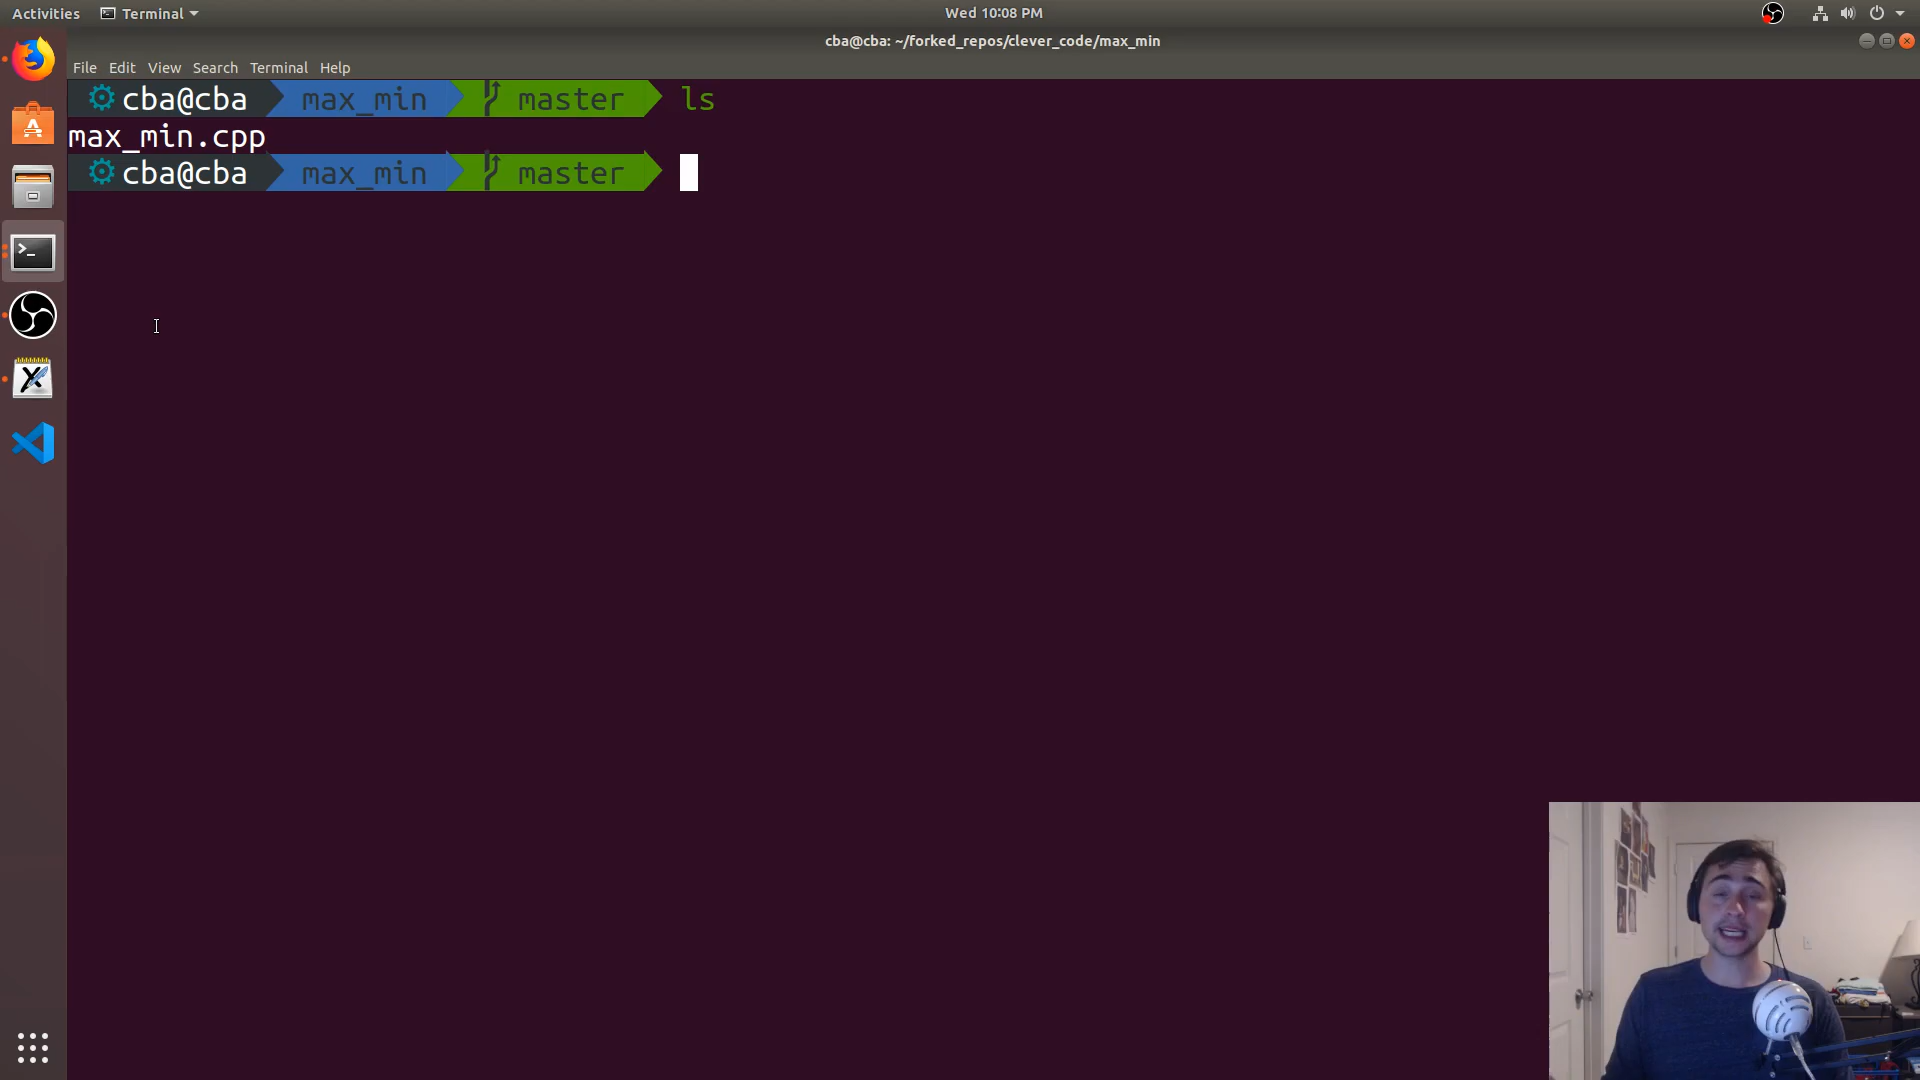 Activities Terminal Wed 10:08 PM
cba@cba: ~/forked_repos/clever_code/max_min
File Edit View Search Terminal Help
cba@cba max_min master ls
max_min.cpp
cba@cba max_min master